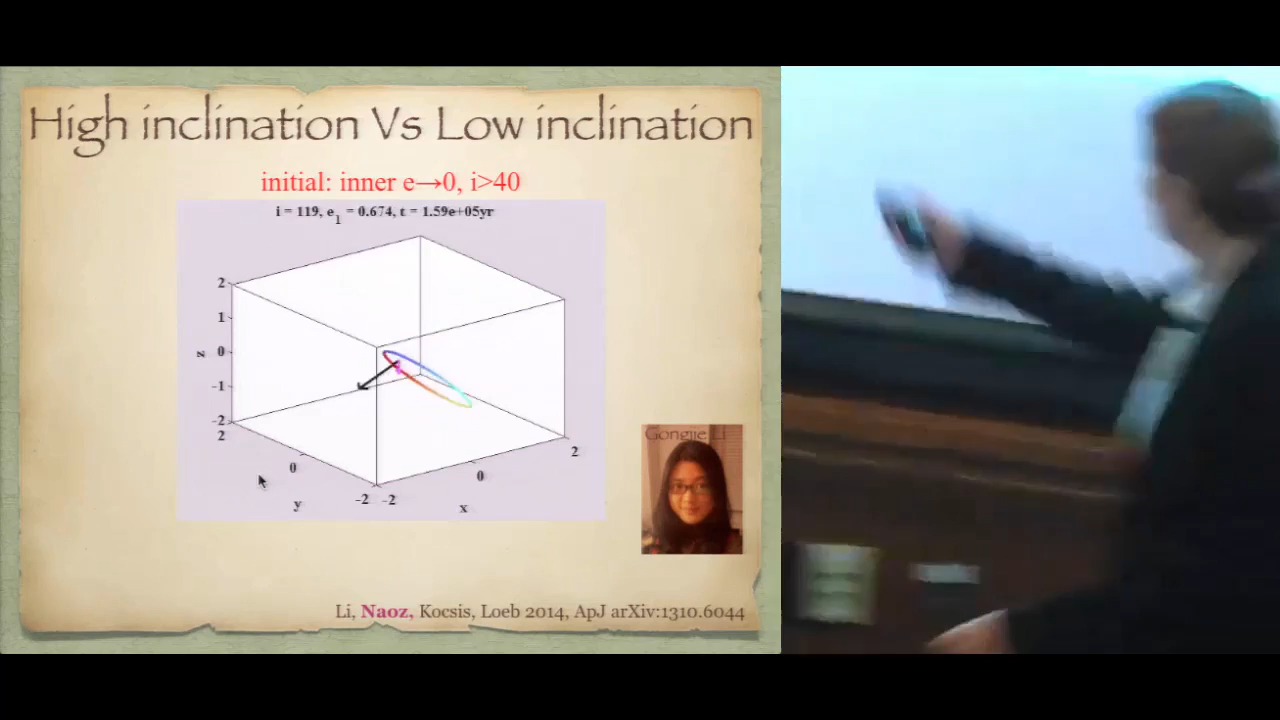 High inclination Vs Low inclination
initial: inner e→0, i>40
i = 119, e1 = 0.674, t = 1.59e+05yr
2
1
0
-1
-2
z
2
0
-2
y
-2
0
2
x
Gongjie Li
Li, Naoz, Kocsis, Loeb 2014, ApJ arXiv:1310.6044